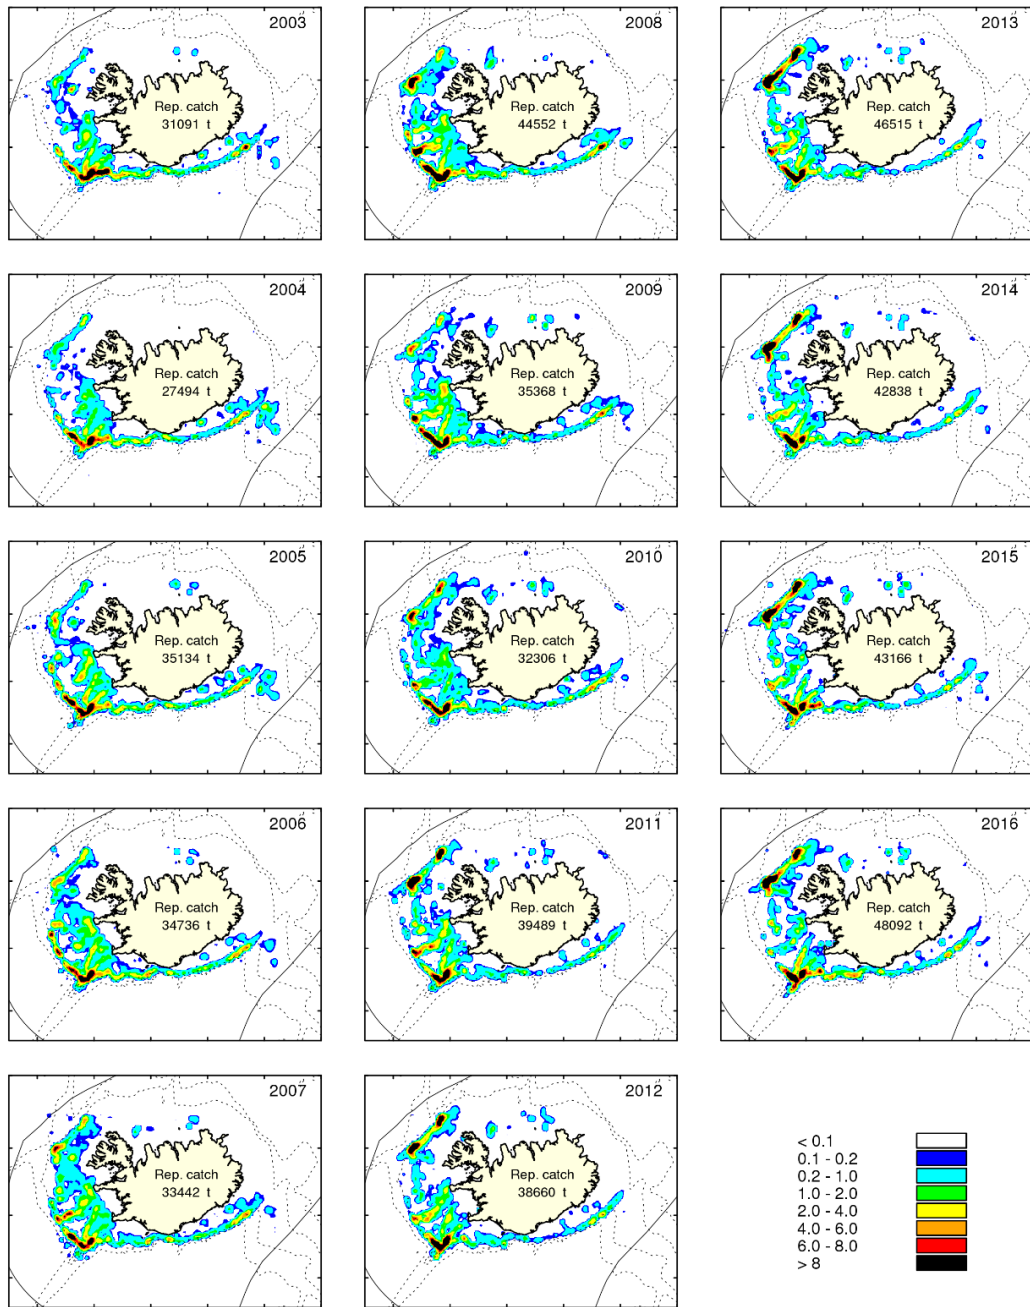 2003
Rep. catch
31091 t
2008
Rep. catch
44552 t
2013
Rep. catch
46515 t
2004
Rep. catch
27494 t
2009
Rep. catch
35368 t
2014
Rep. catch
42838 t
2005
Rep. catch
35134 t
2010
Rep. catch
32306 t
2015
Rep. catch
43166 t
2006
Rep. catch
34736 t
2011
Rep. catch
39489 t
2016
Rep. catch
48092 t
2007
Rep. catch
33442 t
2012
Rep. catch
38660 t
< 0.1
0.1 - 0.2
0.2 - 1.0
1.0 - 2.0
2.0 - 4.0
4.0 - 6.0
6.0 - 8.0
> 8